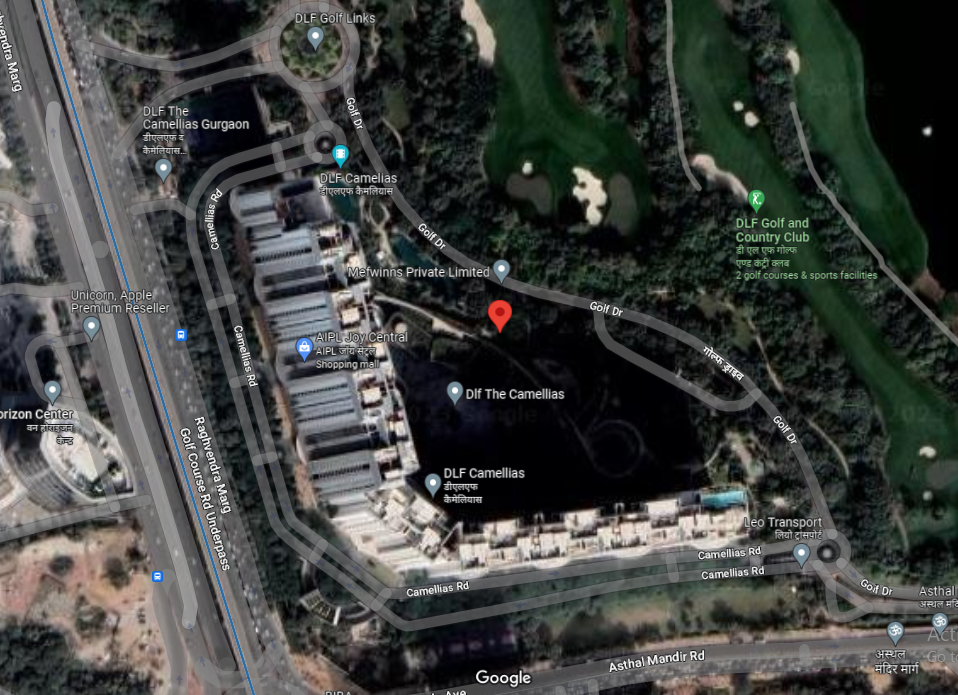 DLF Golf Links
Raghvendra Marg
DLF The
Camellias Gurgaon
डीएलएफ द
कैमेलियास...
Golf Dr
DLF Camelias
डीएलएफ कैमलियास
Camellias Rd
Golf Dr
DLF Golf and
Country Club
डी एल एफ गोल्फ
एण्ड कंट्री क्लब
2 golf courses & sports facilities
Mefwinns Private Limited
Unicorn, Apple
Premium Reseller
Golf Dr
AIPL Joy Central
AIPL जॉय सेंट्रल
Shopping mall
Camellias Rd
गोल्फ ड्राइव
Dlf The Camellias
orizon Center
वन होराइज़न
केन्द्र
Golf Dr
Raghvendra Marg
Golf Course Rd Underpass
DLF Camellias
डीएलएफ
कैमेलियास
Leo Transport
लियो ट्रांसपोर्ट
Camellias Rd
Camellias Rd
Camellias Rd
Golf Dr
Asthal
अस्थल
Asthal Mandir Rd
अस्थल
मंदिर मार्ग
Google
Ave